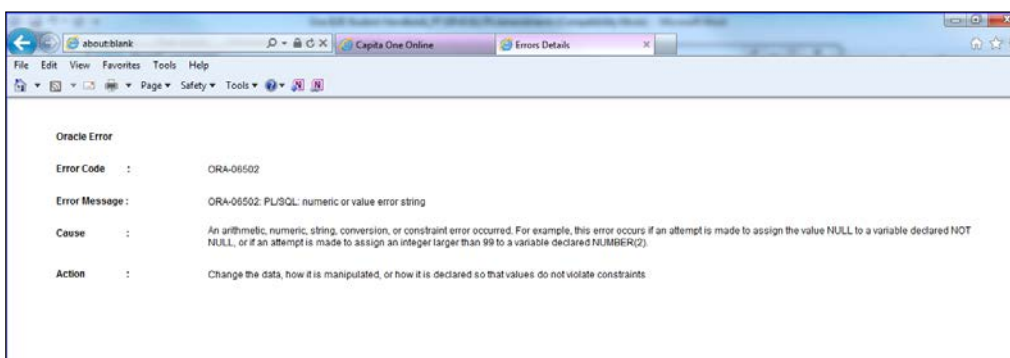 about:blank
Capita One Online
Errors Details
File Edit View Favorites Tools Help
Page Safety Tools
Oracle Error
Error Code : ORA-06502
Error Message : ORA-06502: PL/SQL: numeric or value error string
Cause : An arithmetic, numeric, string, conversion, or constraint error occurred. For example, this error occurs if an attempt is made to assign the value NULL to a variable declared NOT
NULL, or if an attempt is made to assign an integer larger than 99 to a variable declared NUMBER(2).
Action : Change the data, how it is manipulated, or how it is declared so that values do not violate constraints